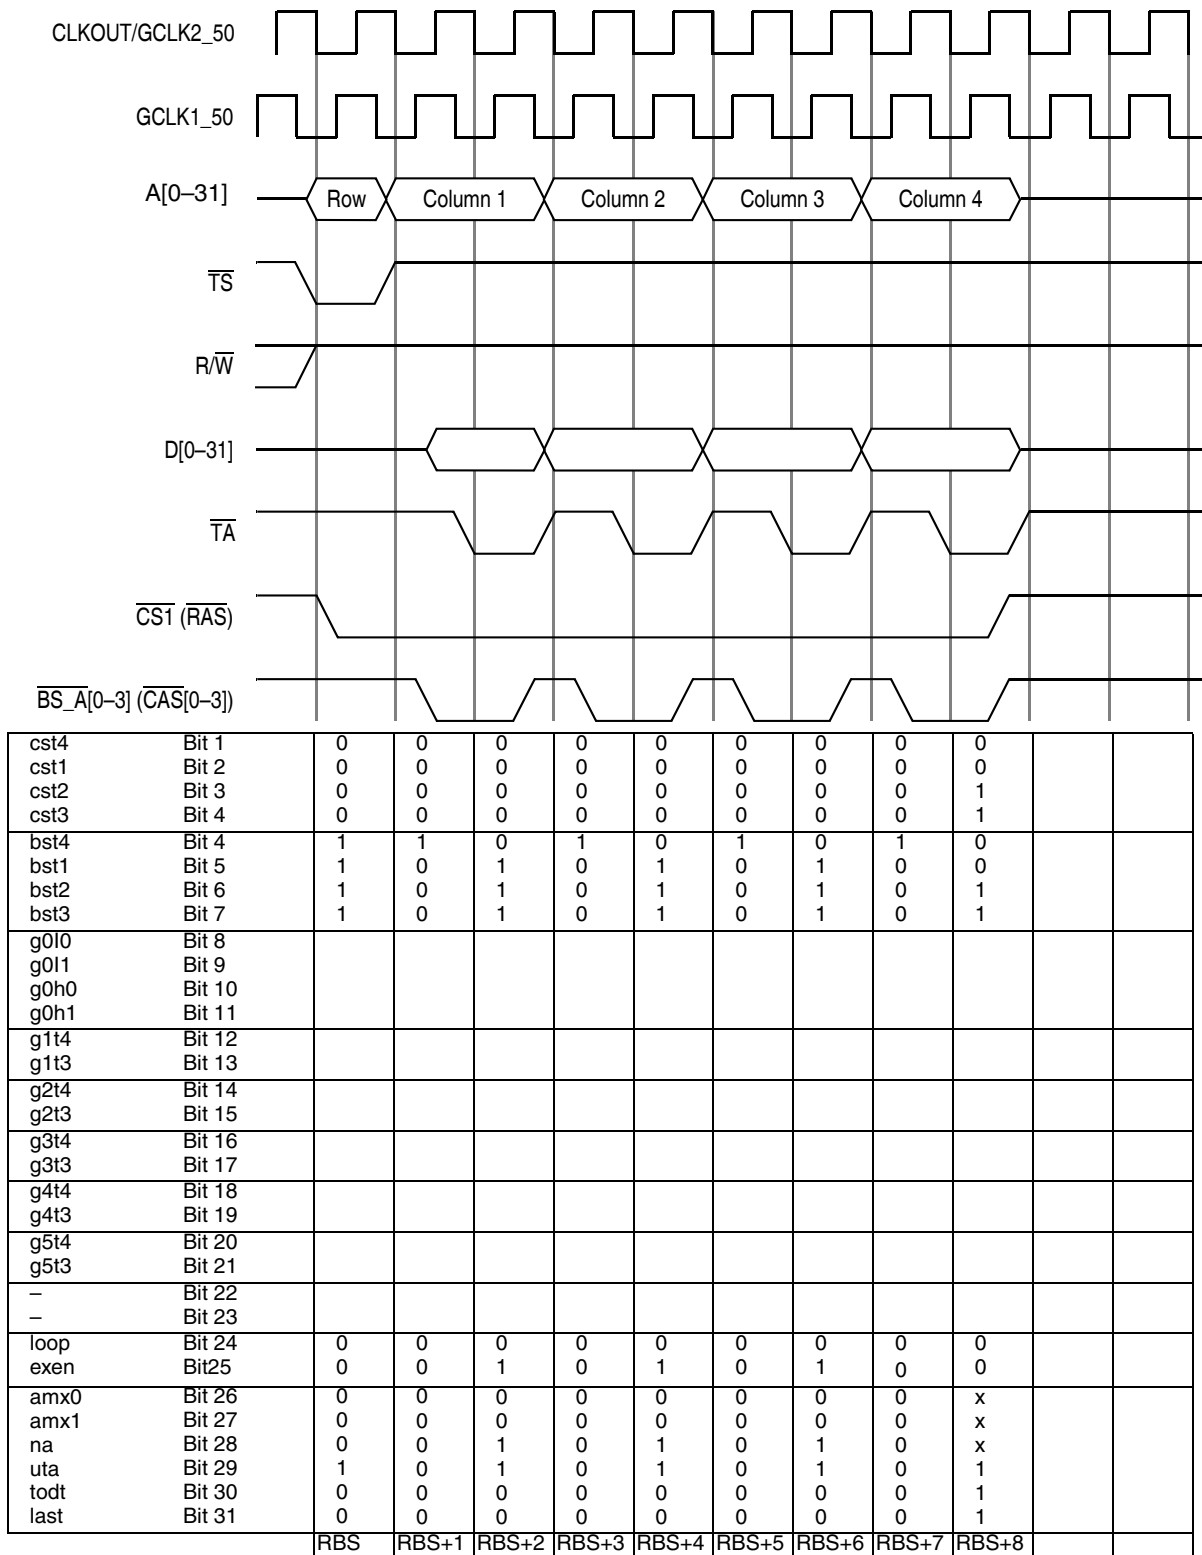 CLKOUT/GCLK2_50
GCLK1_50
A[0–31] Row Column 1 Column 2 Column 3 Column 4
TS
R/W
D[0–31]
TA
CS1 (RAS)
BS_A[0–3] (CAS[0–3])
cst4 Bit 1 0 0 0 0 0 0 0 0 0
cst1 Bit 2 0 0 0 0 0 0 0 0 0
cst2 Bit 3 0 0 0 0 0 0 0 0 1
cst3 Bit 4 0 0 0 0 0 0 0 0 1
bst4 Bit 4 1 1 0 1 0 1 0 1 0
bst1 Bit 5 1 0 1 0 1 0 1 0 0
bst2 Bit 6 1 0 1 0 1 0 1 0 1
bst3 Bit 7 1 0 1 0 1 0 1 0 1
g0l0 Bit 8
g0l1 Bit 9
g0h0 Bit 10
g0h1 Bit 11
g1t4 Bit 12
g1t3 Bit 13
g2t4 Bit 14
g2t3 Bit 15
g3t4 Bit 16
g3t3 Bit 17
g4t4 Bit 18
g4t3 Bit 19
g5t4 Bit 20
g5t3 Bit 21
– Bit 22
– Bit 23
loop Bit 24 0 0 0 0 0 0 0 0 0
exen Bit25 0 0 1 0 1 0 1 0 0
amx0 Bit 26 0 0 0 0 0 0 0 0 x
amx1 Bit 27 0 0 0 0 0 0 0 0 x
na Bit 28 0 0 1 0 1 0 1 0 x
uta Bit 29 1 0 1 0 1 0 1 0 1
todt Bit 30 0 0 0 0 0 0 0 0 1
last Bit 31 0 0 0 0 0 0 0 0 1
RBS RBS+1 RBS+2 RBS+3 RBS+4 RBS+5 RBS+6 RBS+7 RBS+8